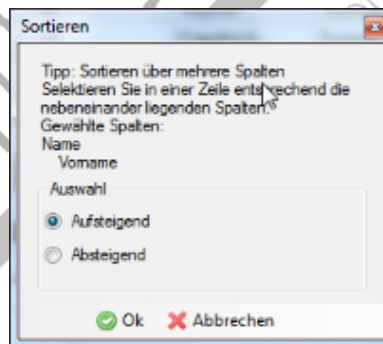 Sortieren
Tipp: Sortieren über mehrere Spalten
Selektieren Sie in einer Zeile entsprechend die
nebeneinander liegenden Spalten.
Gewählte Spalten:
Name
Vorname
Auswahl
Aufsteigend
Absteigend
Ok Abbrechen